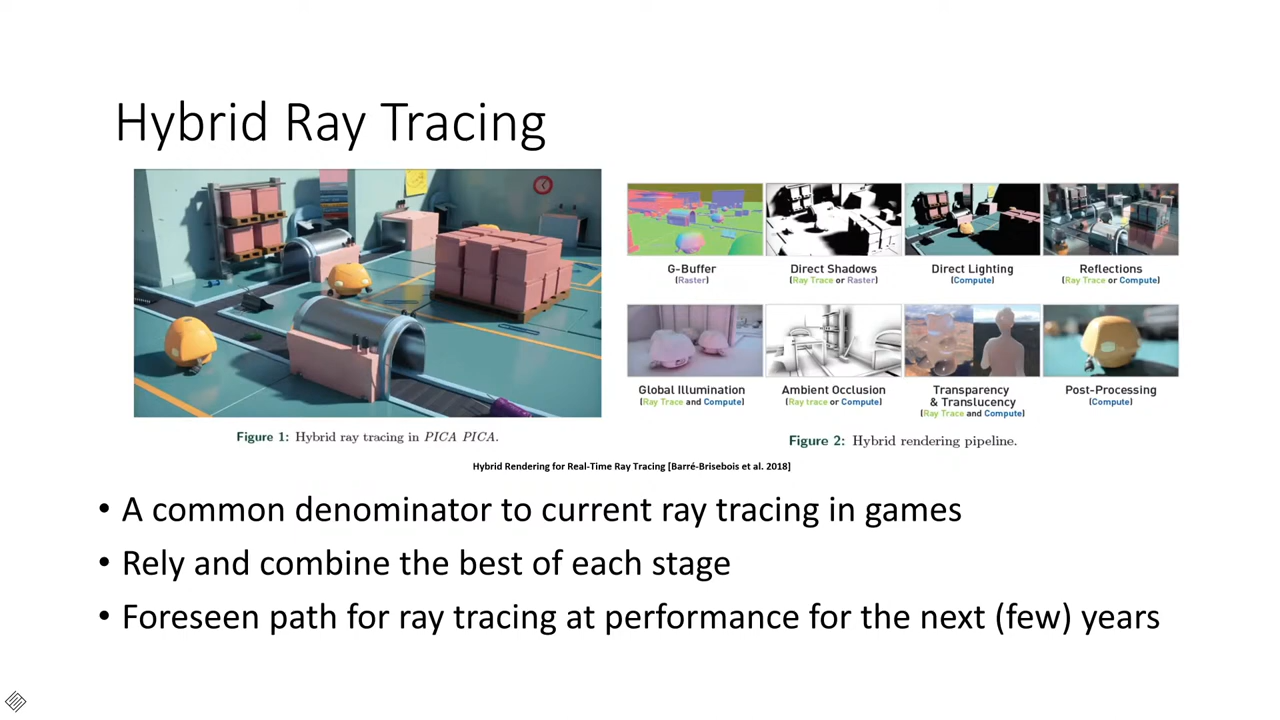 Hybrid Ray Tracing
G-Buffer
(Raster)
Direct Shadows
(Ray Trace or Raster)
Direct Lighting
(Compute)
Reflections
(Ray Trace or Compute)
Global Illumination
(Ray Trace and Compute)
Ambient Occlusion
(Ray trace or Compute)
Transparency
& Translucency
(Ray Trace and Compute)
Post-Processing
(Compute)
Figure 1: Hybrid ray tracing in PICA PICA.
Figure 2: Hybrid rendering pipeline.
Hybrid Rendering for Real-Time Ray Tracing [Barré-Brisebois et al. 2018]
• A common denominator to current ray tracing in games
• Rely and combine the best of each stage
• Foreseen path for ray tracing at performance for the next (few) years